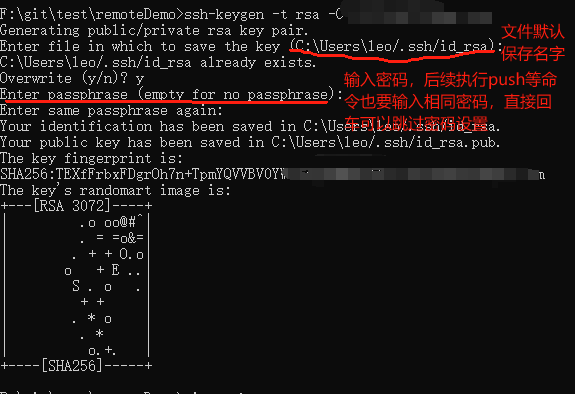 F:\git\test\remoteDemo>ssh-keygen -t rsa -C
Generating public/private rsa key pair.
Enter file in which to save the key (C:\Users\leo/.ssh/id_rsa):
C:\Users\leo/.ssh/id_rsa already exists.
Overwrite (y/n)? y
Enter passphrase (empty for no passphrase):
Enter same passphrase again:
Your identification has been saved in C:\Users\leo/.ssh/id_rsa.
Your public key has been saved in C:\Users\leo/.ssh/id_rsa.pub.
The key fingerprint is:
SHA256:TEXfFrbxFDgrOh7n+TpmYQVVBV0Y
The key's randomart image is:
+---[RSA 3072]----+
|       .o oo@#^|
|       . = =o&=|
|      . + + O.o|
|     o   + E ..|
|      S . o   .|
|       + +     |
|      . * o    |
|       . *     |
|        o.+.   |
+----[SHA256]-----+
文件默认
保存名字
输入密码，后续执行push等命
令也要输入相同密码，直接回
车可以跳过密码设置